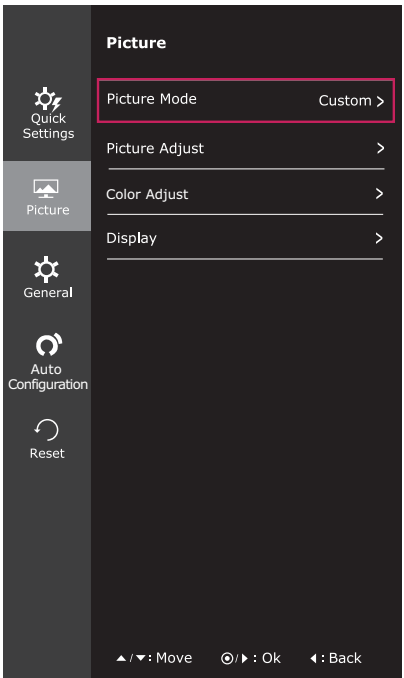 Picture
Quick
Settings
Picture
General
Auto
Configuration
Reset
Picture Mode Custom >
Picture Adjust >
Color Adjust >
Display >
▲/▼: Move ◉/▶ : Ok ◀ : Back